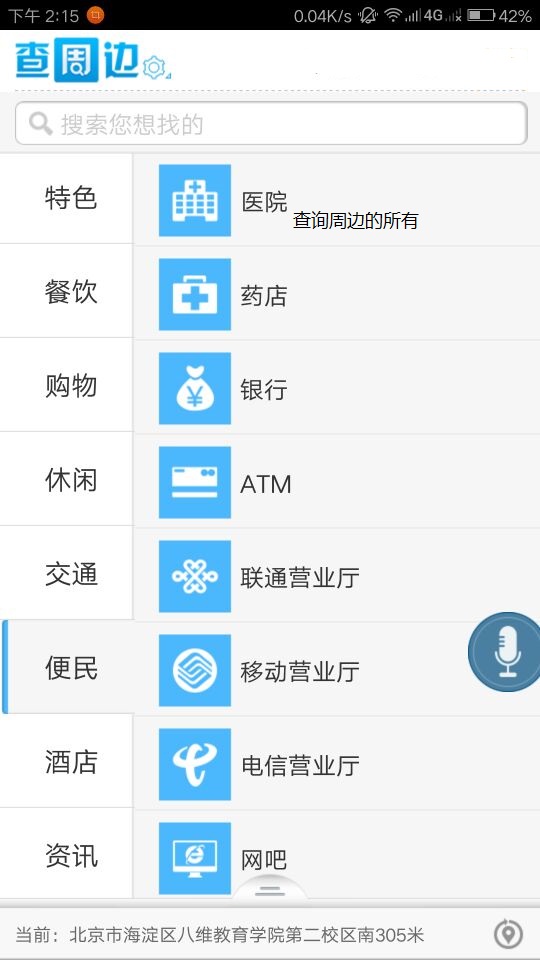 下午 2:15 0.04K/s 4G 42%
查周边
搜索您想找的
特色
餐饮
购物
休闲
交通
便民
酒店
资讯
医院
查询周边的所有
药店
银行
ATM
联通营业厅
移动营业厅
电信营业厅
网吧
当前：北京市海淀区八维教育学院第二校区南305米